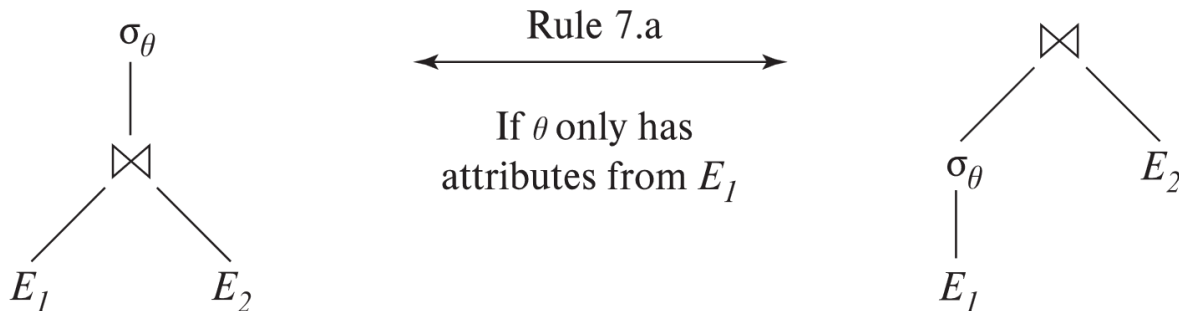 σθ
⋈
E1 E2
Rule 7.a
If θ only has
attributes from E1
⋈
σθ E2
E1